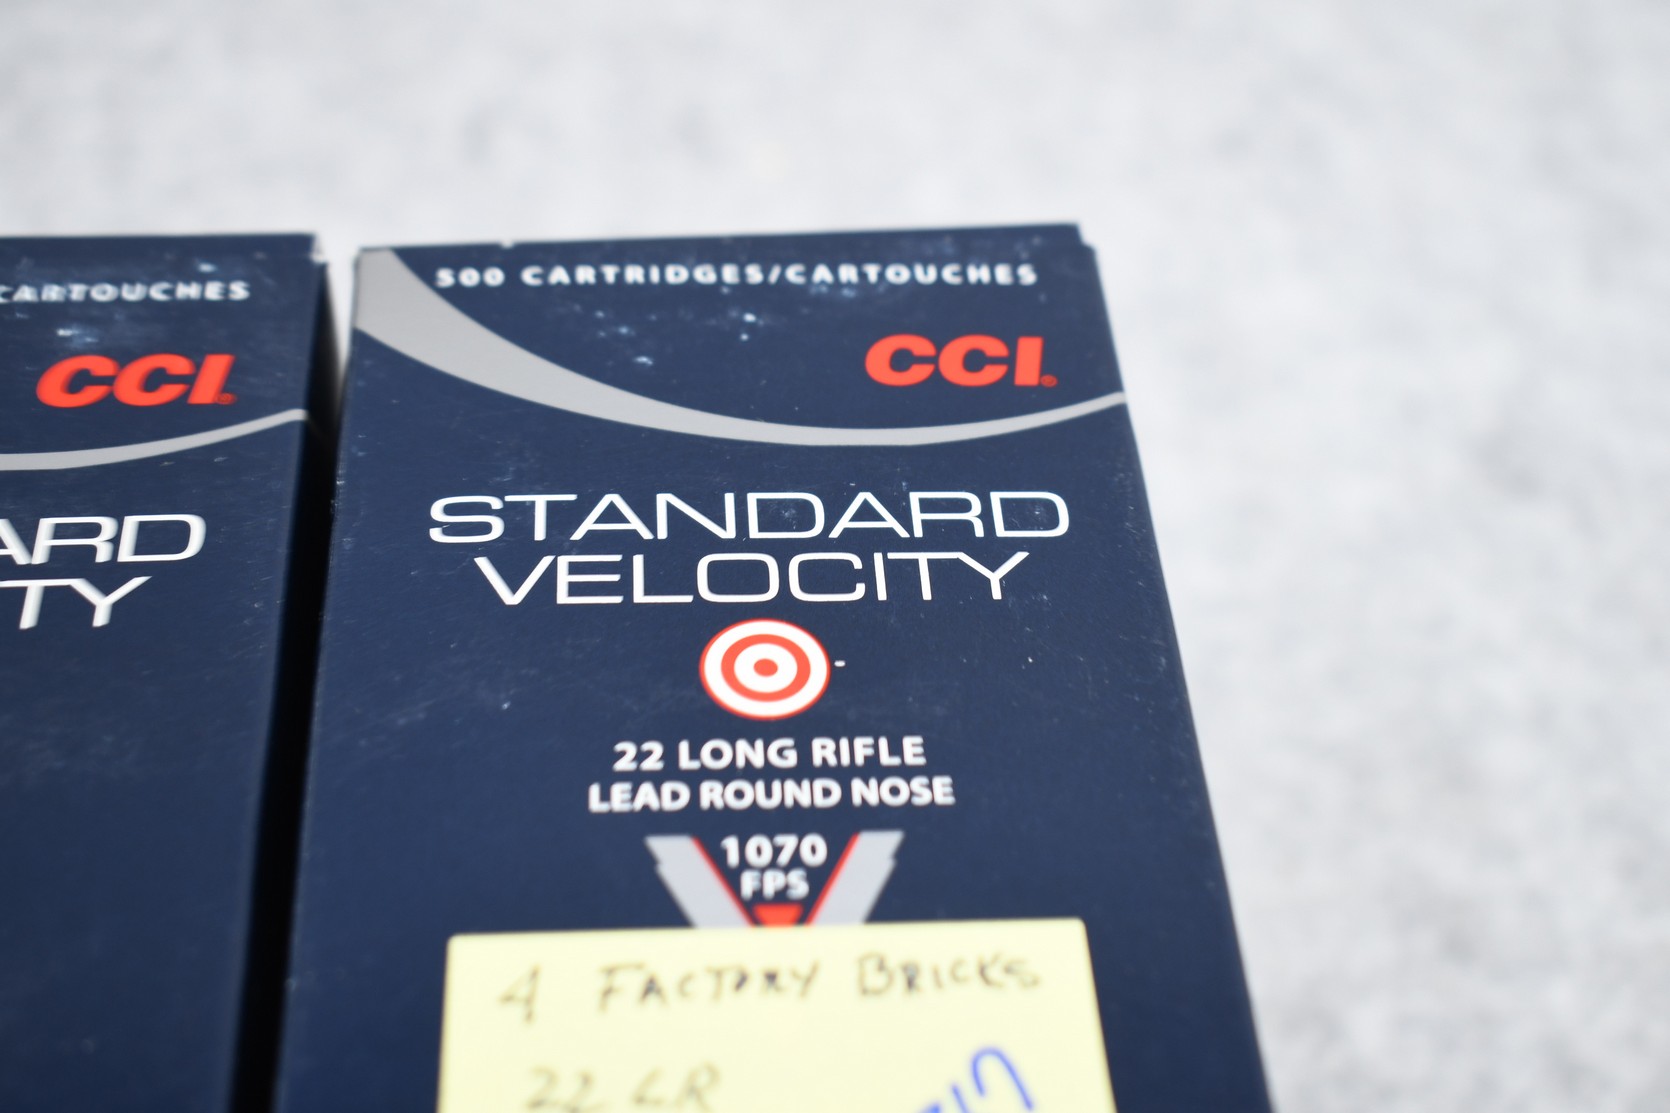 CARTOUCHES
CCI®
ARD
TY
500 CARTRIDGES/CARTOUCHES
CCI®
STANDARD
VELOCITY
22 LONG RIFLE
LEAD ROUND NOSE
1070
FPS
4 FACTORY BRICKS
22 LR